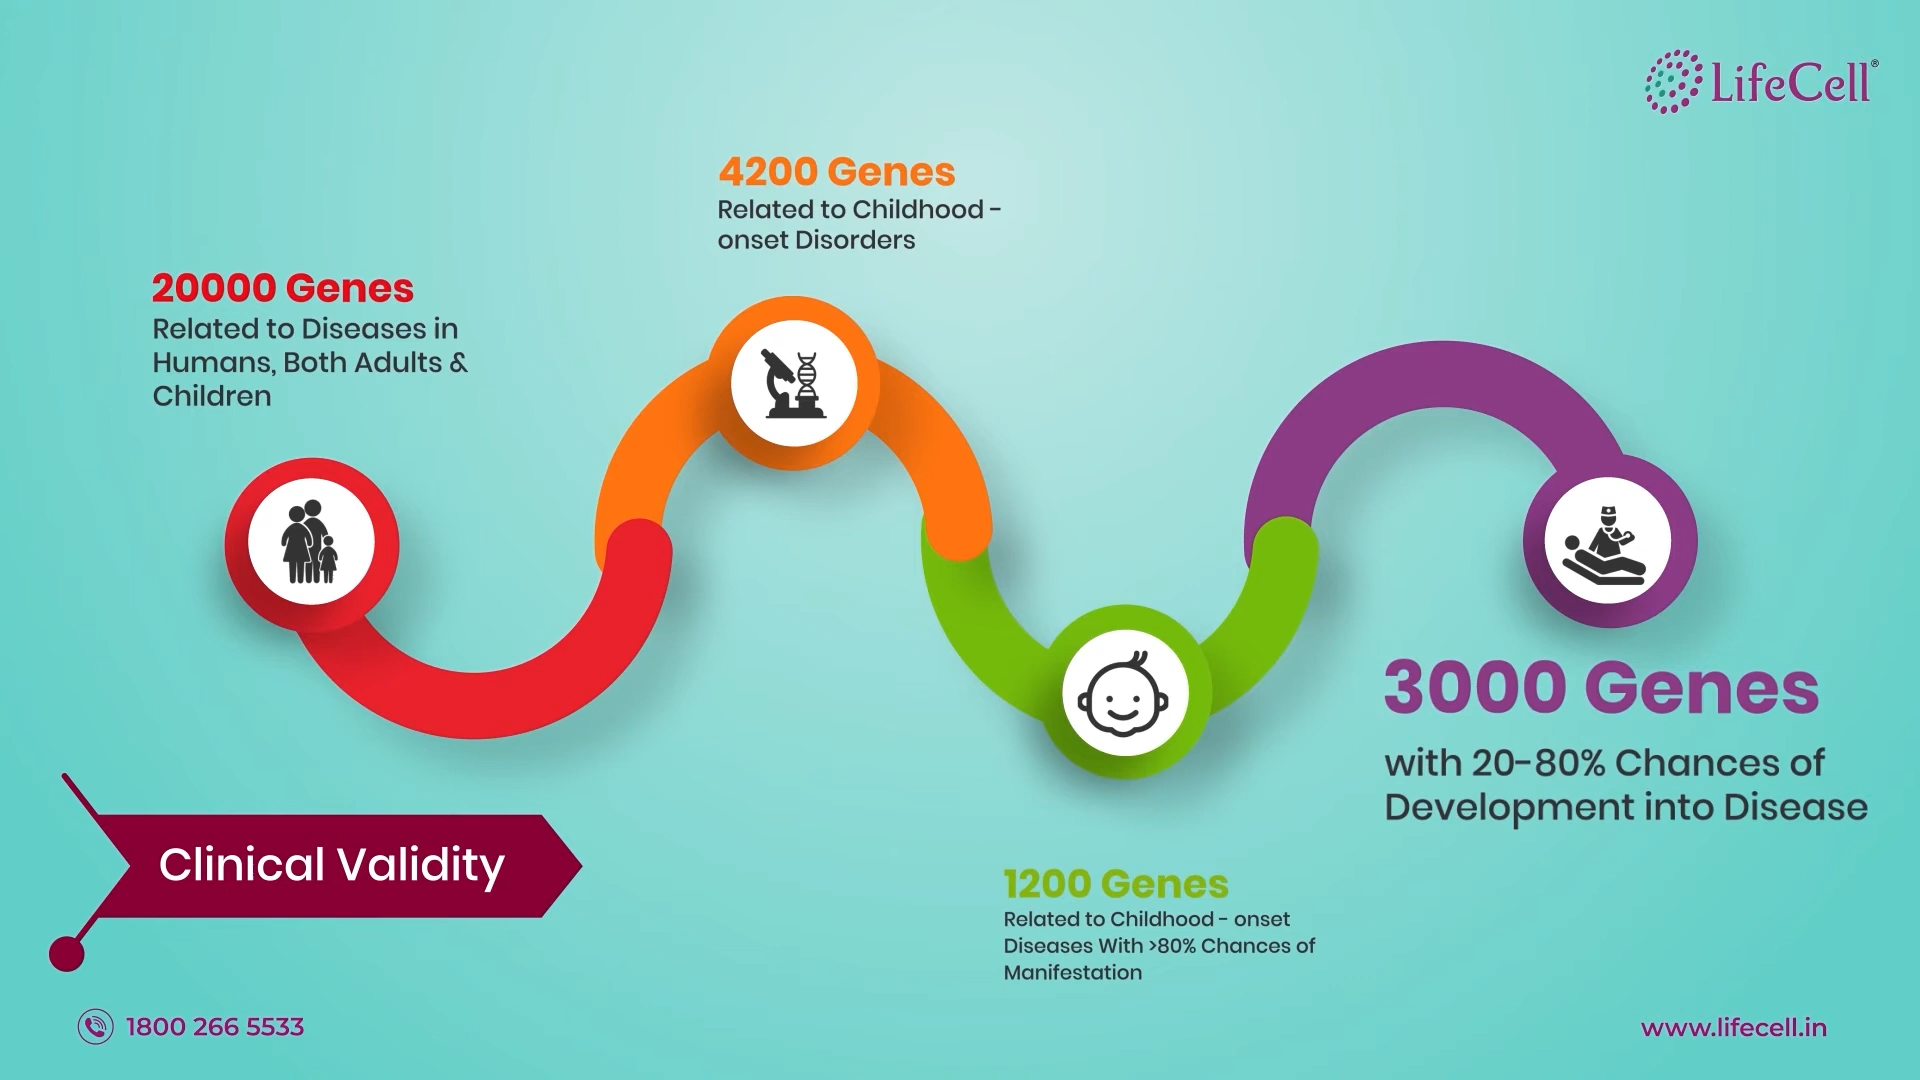 LifeCell®
4200 Genes
Related to Childhood -
onset Disorders
20000 Genes
Related to Diseases in
Humans, Both Adults &
Children
3000 Genes
with 20-80% Chances of
Development into Disease
Clinical Validity
1200 Genes
Related to Childhood - onset
Diseases With >80% Chances of
Manifestation
1800 266 5533
www.lifecell.in